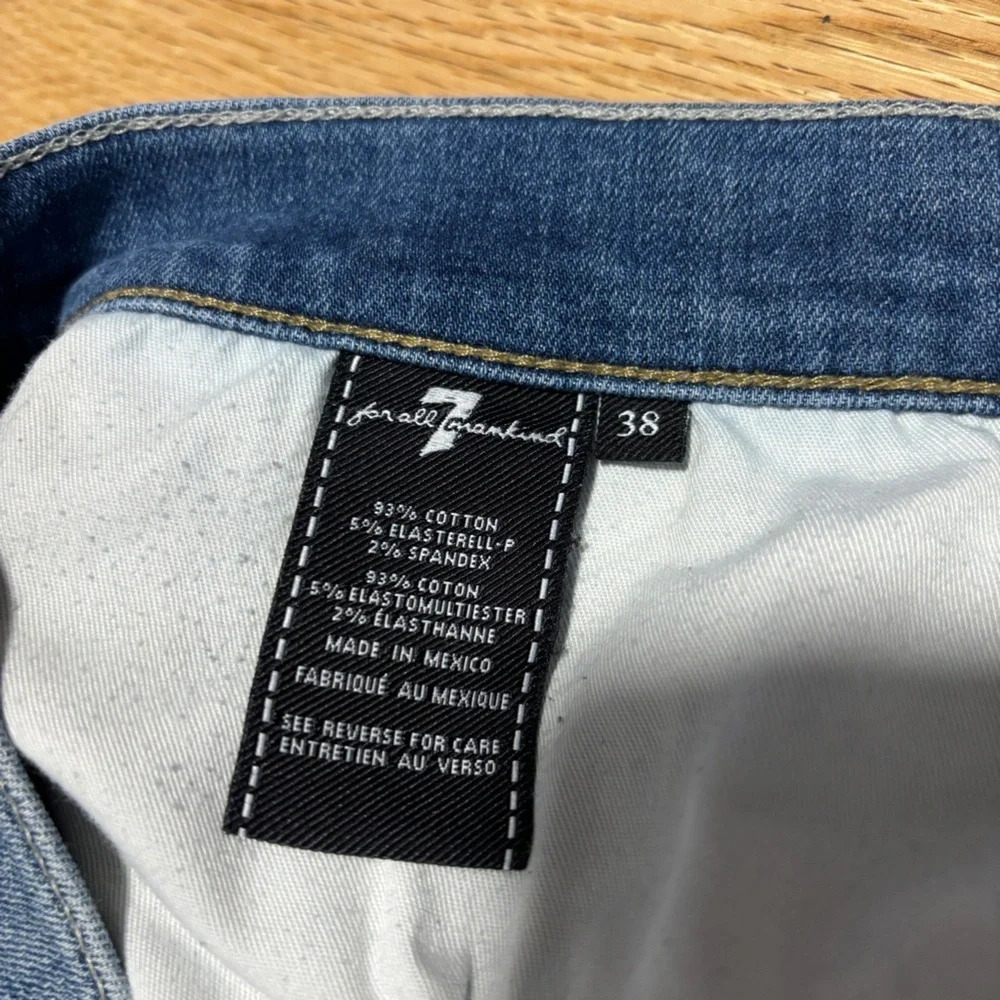 for all 7 mankind
38
93% COTTON
5% ELASTERELL-P
2% SPANDEX
93% COTON
5% ELASTOMULTIESTER
2% ÉLASTHANNE
MADE IN MEXICO
FABRIQUÉ AU MEXIQUE
SEE REVERSE FOR CARE
ENTRETIEN AU VERSO